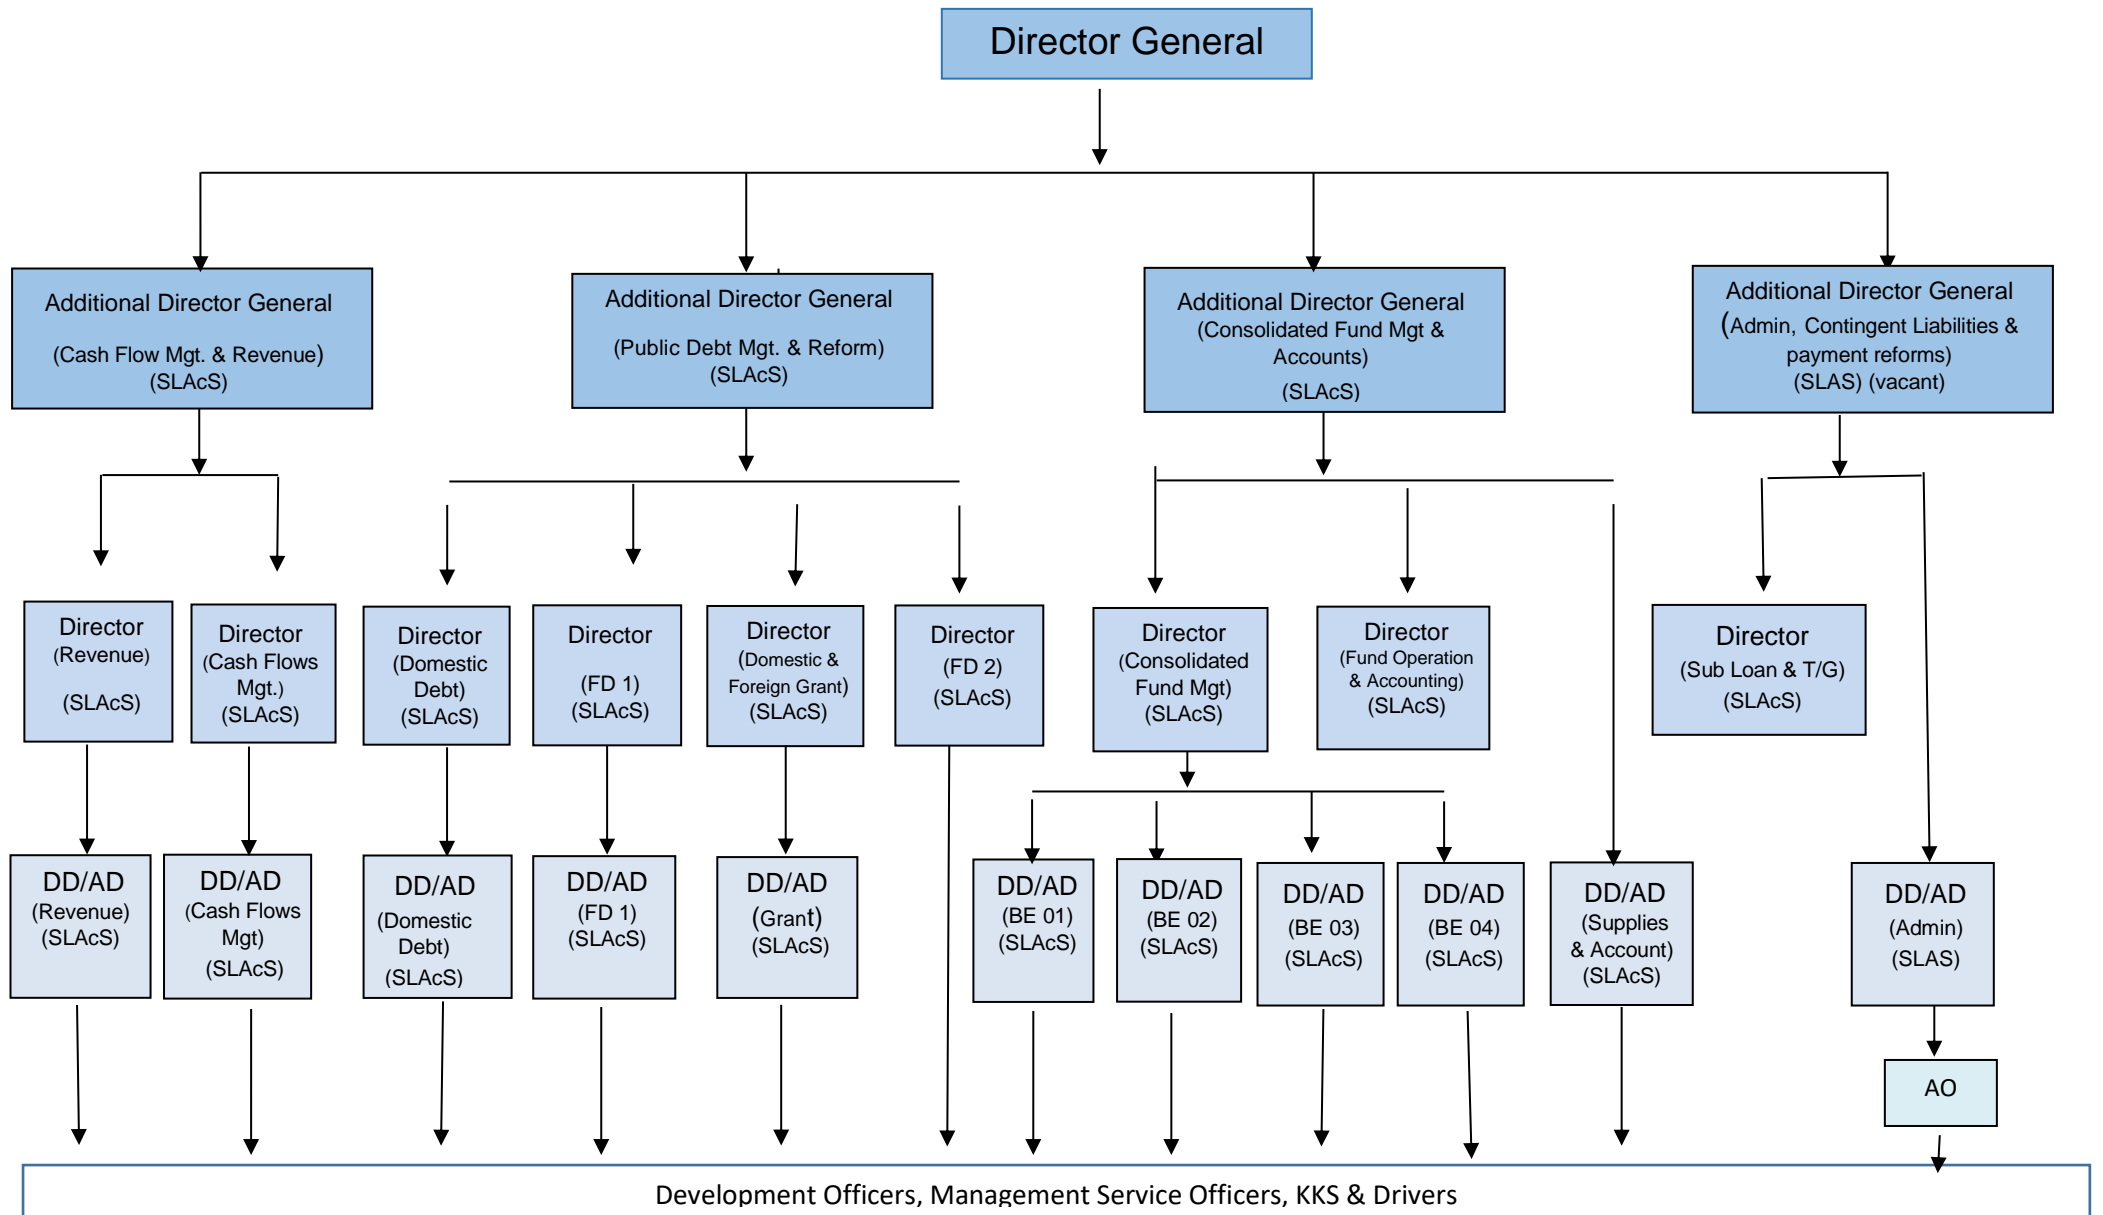 Director General
Additional Director General
(Cash Flow Mgt. & Revenue)
(SLAcS)
Additional Director General
(Public Debt Mgt. & Reform)
(SLAcS)
Additional Director General
(Consolidated Fund Mgt &
Accounts)
(SLAcS)
Additional Director General
(Admin, Contingent Liabilities &
payment reforms)
(SLAS) (vacant)
Director
(Revenue)
(SLAcS)
Director
(Cash Flows
Mgt.)
(SLAcS)
Director
(Domestic
Debt)
(SLAcS)
Director
(FD 1)
(SLAcS)
Director
(Domestic &
Foreign Grant)
(SLAcS)
Director
(FD 2)
(SLAcS)
Director
(Consolidated
Fund Mgt)
(SLAcS)
Director
(Fund Operation
& Accounting)
(SLAcS)
Director
(Sub Loan & T/G)
(SLAcS)
DD/AD
(Revenue)
(SLAcS)
DD/AD
(Cash Flows
Mgt)
(SLAcS)
DD/AD
(Domestic
Debt)
(SLAcS)
DD/AD
(FD 1)
(SLAcS)
DD/AD
(Grant)
(SLAcS)
DD/AD
(BE 01)
(SLAcS)
DD/AD
(BE 02)
(SLAcS)
DD/AD
(BE 03)
(SLAcS)
DD/AD
(BE 04)
(SLAcS)
DD/AD
(Supplies
& Account)
(SLAcS)
DD/AD
(Admin)
(SLAS)
AO
Development Officers, Management Service Officers, KKS & Drivers